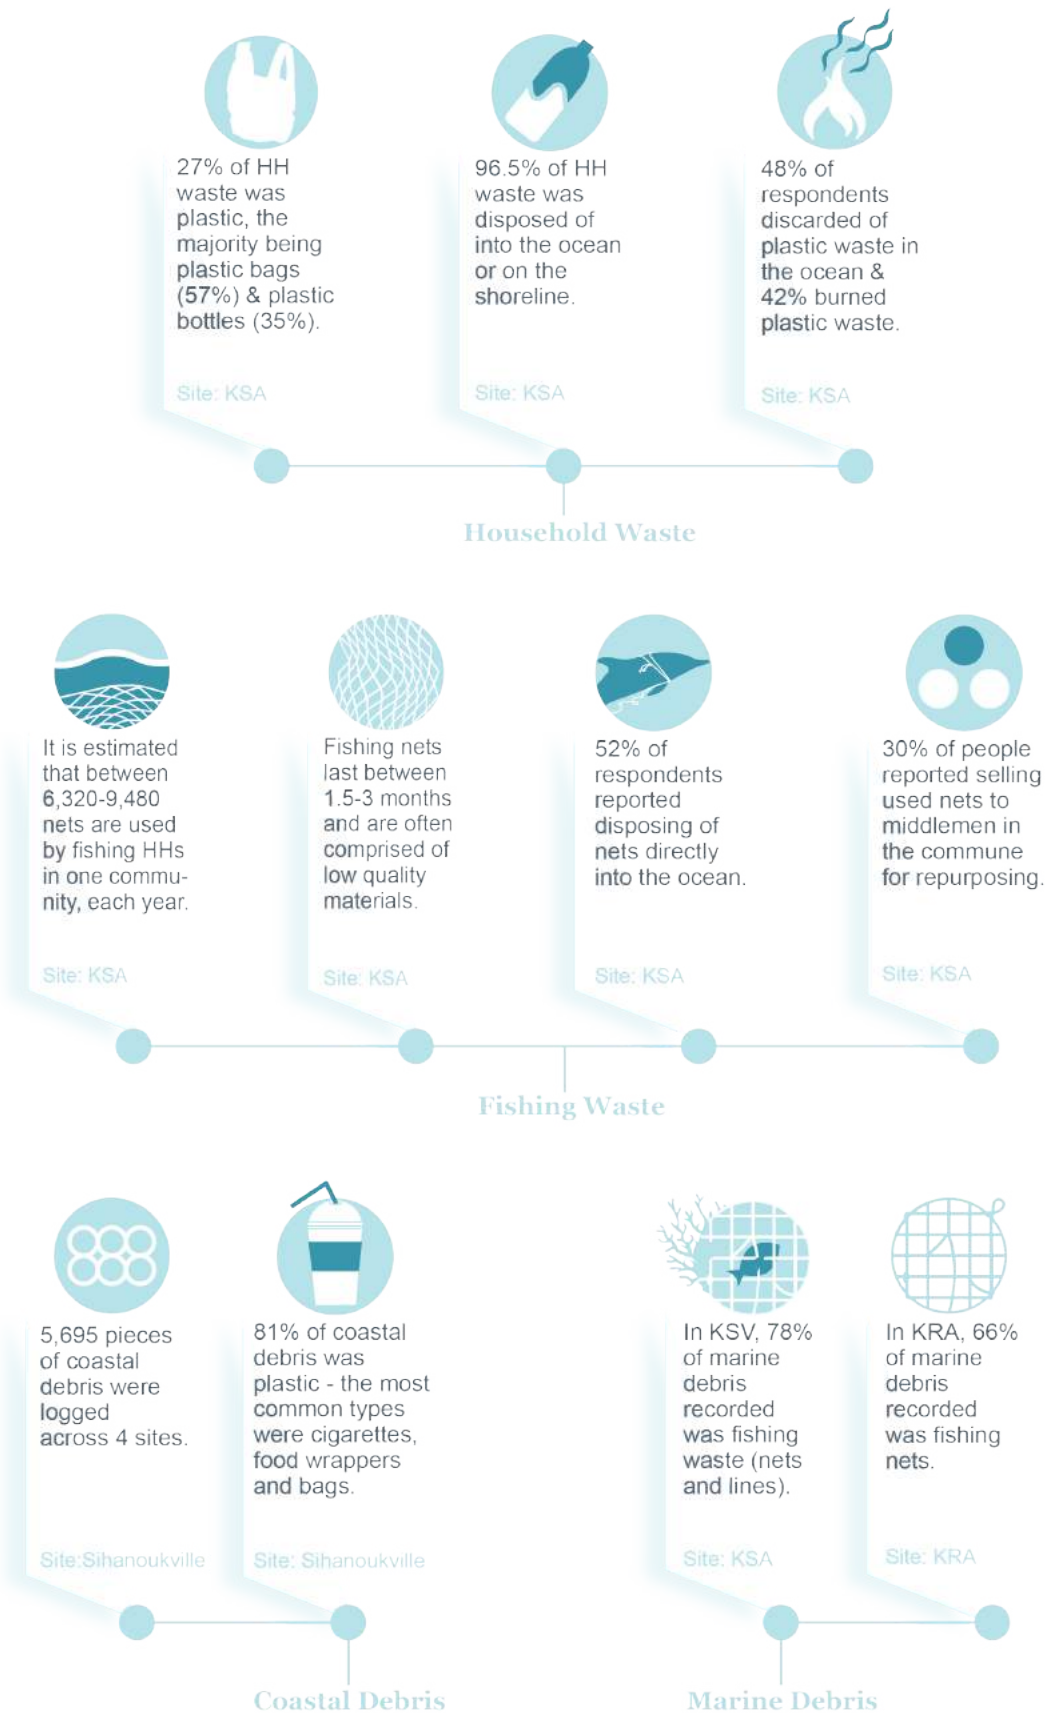 27% of HH
waste was
plastic, the
majority being
plastic bags
(57%) & plastic
bottles (35%).
Site: KSA
96.5% of HH
waste was
disposed of
into the ocean
or on the
shoreline.
Site: KSA
48% of
respondents
discarded of
plastic waste in
the ocean &
42% burned
plastic waste.
Site: KSA
Household Waste
It is estimated
that between
6,320-9,480
nets are used
by fishing HHs
in one commu-
nity, each year.
Site: KSA
Fishing nets
last between
1.5-3 months
and are often
comprised of
low quality
materials.
Site: KSA
52% of
respondents
reported
disposing of
nets directly
into the ocean.
Site: KSA
30% of people
reported selling
used nets to
middlemen in
the commune
for repurposing.
Site: KSA
Fishing Waste
5,695 pieces
of coastal
debris were
logged
across 4 sites.
Site:Sihanoukville
81% of coastal
debris was
plastic - the most
common types
were cigarettes,
food wrappers
and bags.
Site: Sihanoukville
Coastal Debris
In KSV, 78%
of marine
debris
recorded
was fishing
waste (nets
and lines).
Site: KSA
In KRA, 66%
of marine
debris
recorded
was fishing
nets.
Site: KRA
Marine Debris